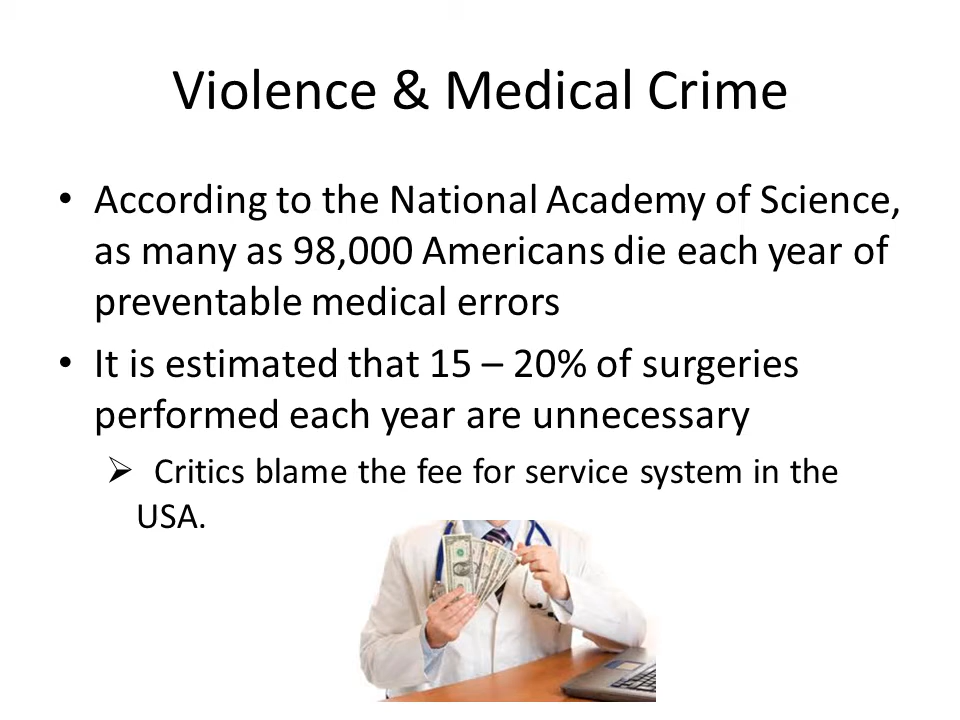 Violence & Medical Crime
• According to the National Academy of Science,
as many as 98,000 Americans die each year of
preventable medical errors
• It is estimated that 15 – 20% of surgeries
performed each year are unnecessary
➢ Critics blame the fee for service system in the
USA.